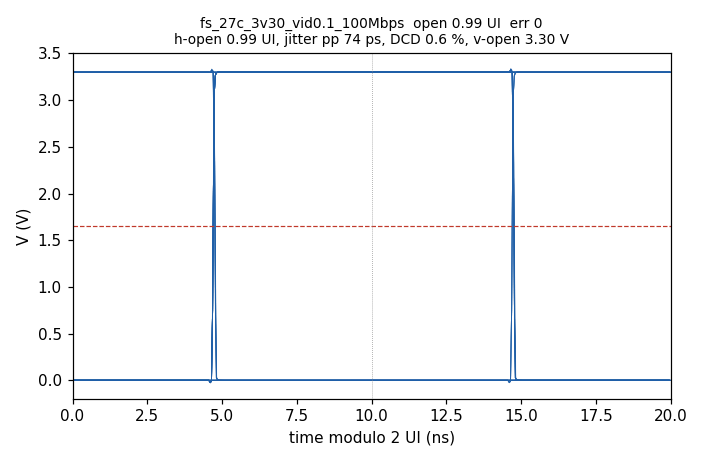 fs_27c_3v30_vid0.1_100Mbps  open 0.99 UI  err 0
h-open 0.99 UI, jitter pp 74 ps, DCD 0.6 %, v-open 3.30 V
3.5
3.0
2.5
2.0
1.5
1.0
0.5
0.0
V (V)
0.0 2.5 5.0 7.5 10.0 12.5 15.0 17.5 20.0
time modulo 2 UI (ns)